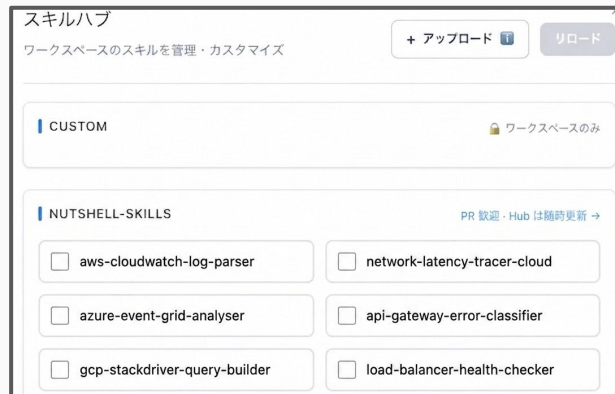 スキルハブ
ワークスペースのスキルを管理・カスタマイズ
+ アップロード
リロード
CUSTOM
ワークスペースのみ
NUTSHELL-SKILLS
PR 歓迎 · Hub は随時更新 →
aws-cloudwatch-log-parser
network-latency-tracer-cloud
azure-event-grid-analyser
api-gateway-error-classifier
gcp-stackdriver-query-builder
load-balancer-health-checker